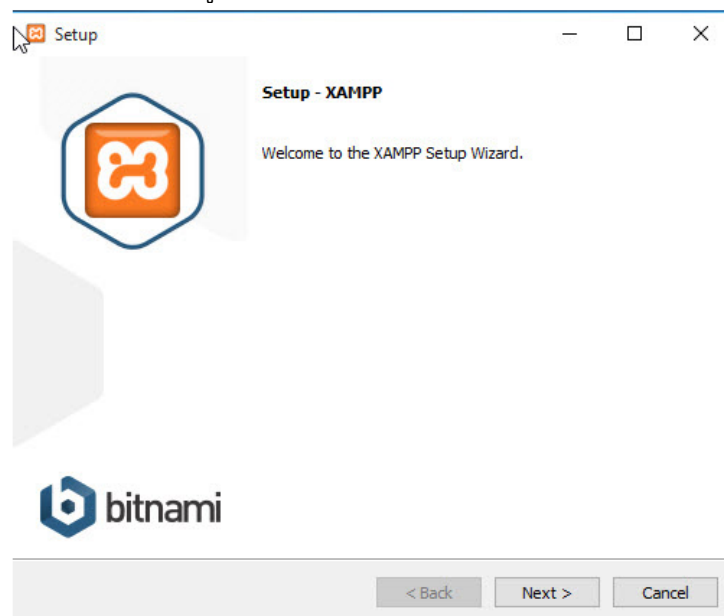 Setup
Setup - XAMPP
Welcome to the XAMPP Setup Wizard.
bitnami
< Back
Next >
Cancel